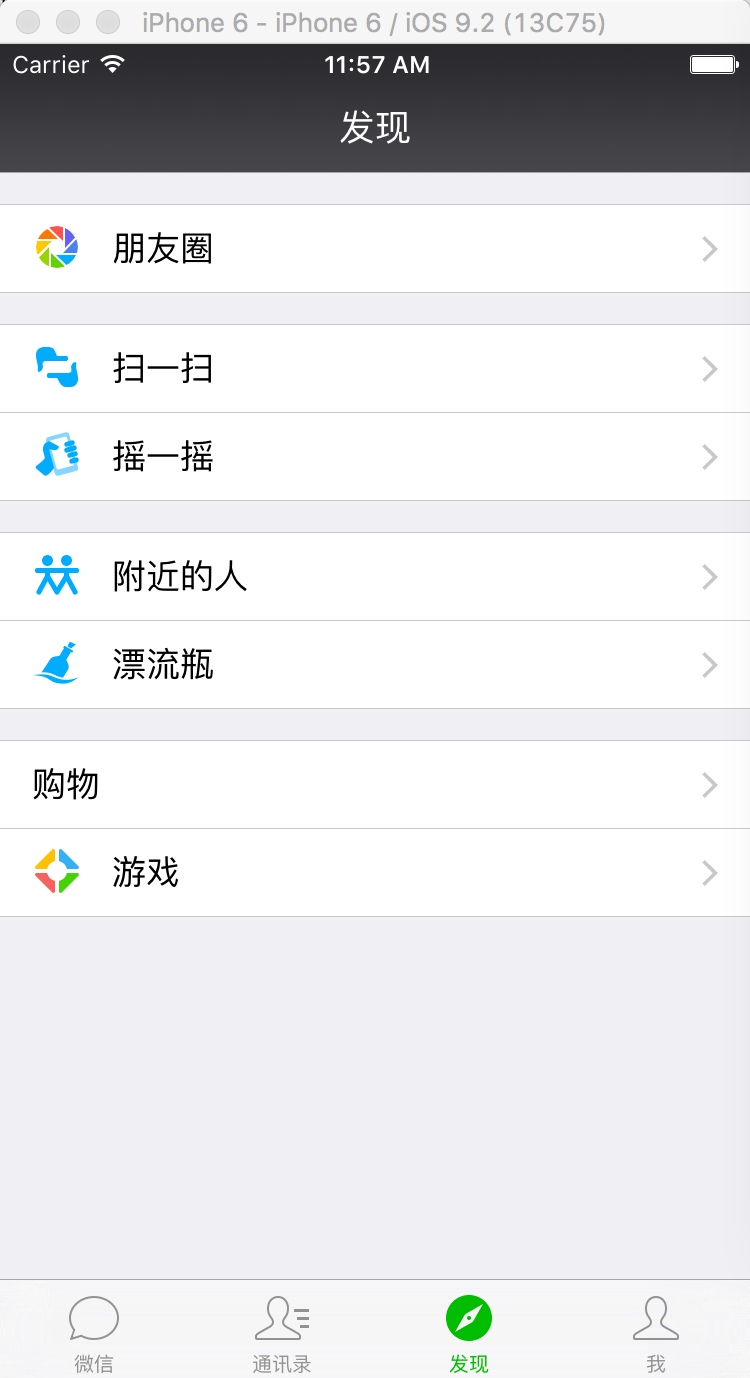 iPhone 6 - iPhone 6 / iOS 9.2 (13C75)
Carrier 11:57 AM
发现
朋友圈
扫一扫
摇一摇
附近的人
漂流瓶
购物
游戏
微信 通讯录 发现 我